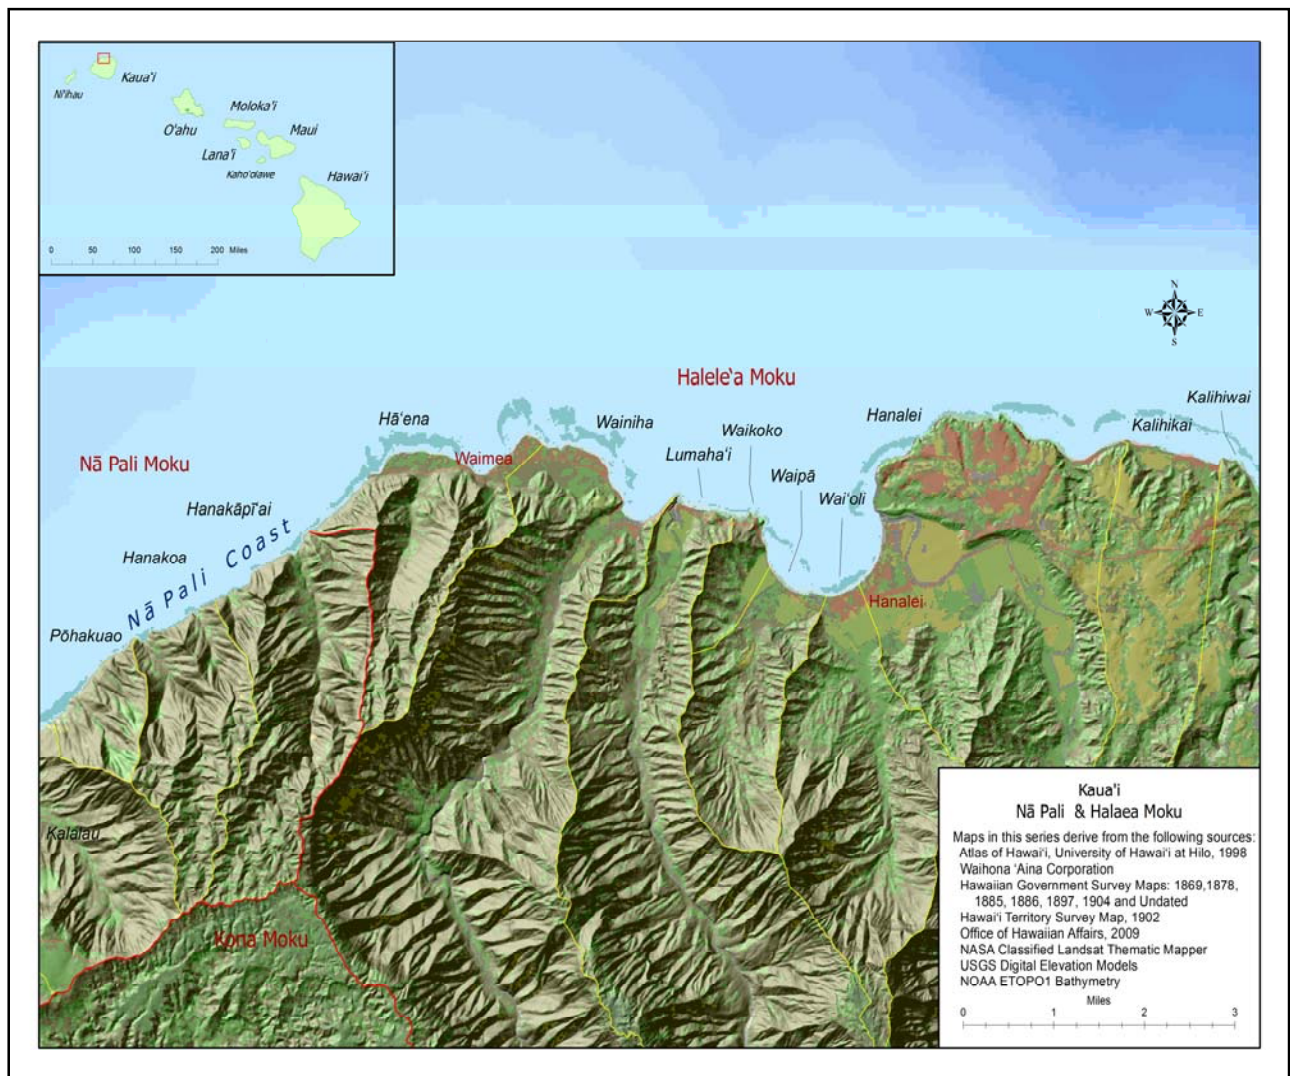 Kaua'i
Ni'ihau
O'ahu
Moloka'i
Maui
Lana'i
Kaho'olawe
Hawai'i
0 50 100 150 200 Miles
N
W E
S
Halele'a Moku
Nā Pali Moku
Hā'ena
Waimea
Wainiha
Lumaha'i
Waikoko
Waipā
Wai'oli
Hanalei
Kalihikai
Kalihiwai
Hanakāpī'ai
Hanakoa
Nā Pali Coast
Pōhakuao
Hanalei
Kalalau
Kona Moku
Kaua'i
Nā Pali & Halaea Moku
Maps in this series derive from the following sources:
Atlas of Hawai'i, University of Hawai'i at Hilo, 1998
Waihona 'Aina Corporation
Hawaiian Government Survey Maps: 1869,1878,
1885, 1886, 1897, 1904 and Undated
Hawai'i Territory Survey Map, 1902
Office of Hawaiian Affairs, 2009
NASA Classified Landsat Thematic Mapper
USGS Digital Elevation Models
NOAA ETOPO1 Bathymetry
Miles
0 1 2 3